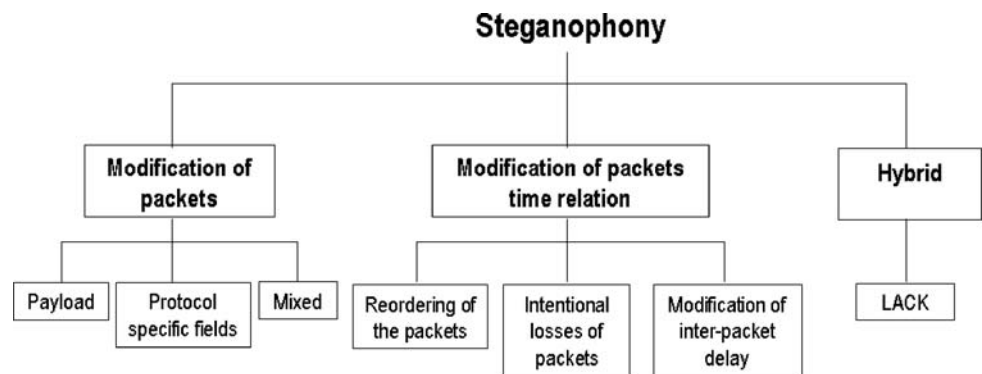 Steganophony
Modification of
packets
Modification of packets
time relation
Hybrid
Payload
Protocol
specific fields
Mixed
Reordering of
the packets
Intentional
losses of
packets
Modification of
inter-packet
delay
LACK